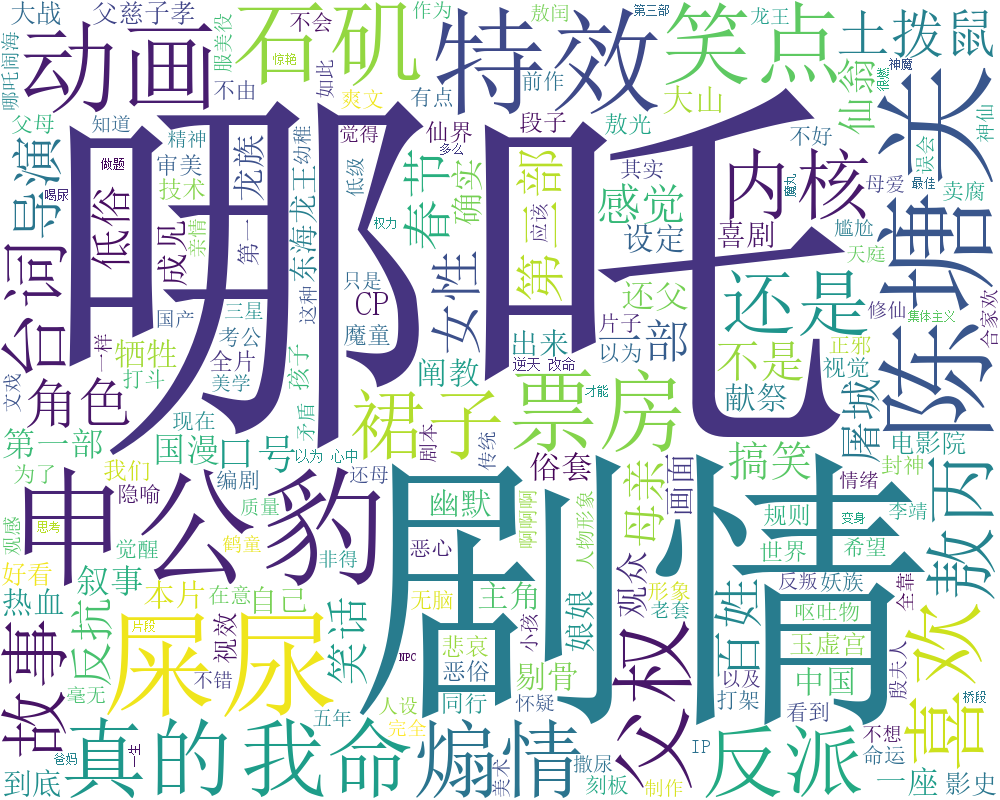 大战
父慈子孝
石矶
不会
作为
敖闰
第三部
龙王
神魔
很差
哪吒闹海
动画
服美役
惊艳
如此
特效
笑点
土拨鼠
不由
爽文
有点
前作
大山
仙翁
神仙
父母
知道
精神
觉得
仙界
多么
段子
敖光
不好
误会
天
导演
做题
审美
龙族
幼稚
低级
春节
确实
第二部
其实
内核
魔丸
母爱
最佳
喝尿
低俗
技术
哪吒
应该
感觉
设定
喜剧
尴尬
卖腐
陈塘关
成见
亲情
第一
这种
东海龙王
权力
只是
女性
CP
还父
还是
天庭
合家欢
台词
国产
三星
考公
魔童
片子
部
修仙
集体主义
一样
牺牲
全片
孩子
阐教
出来
以为
不是
正邪
文戏
打斗
美学
逆天
改命
献祭
视觉
角色
裙子
票房
才能
屠城
现在
矛盾
剧本
第一部
国漫
口号
以为
心中
传统
俗套
搞笑
电影院
为了
我们
编剧
还母
母亲
画面
情绪
封神
隐喻
申公豹
剧情
幽默
啊啊啊
人物形象
敖丙
观感
思考
质量
鹤童
非得
恶心
规则
变身
李靖
觉醒
世界
希望
好看
叙事
本片
在意
自己
无脑
主角
娘娘
观众
形象
反叛
妖族
全靠
热血
反抗
屎尿
片段
视效
笑话
悲哀
小孩
老套
百姓
呕吐物
喜欢
故事
NPC
恶俗
剔骨
父叔
玉虚宫
殷夫人
毫无
不错
同行
怀疑
以及
中国
桥段
五年
人设
打架
看到
不想
真的
我命
完全
煽情
撒尿
IP
反派
命运
到底
爸妈
一生
美术
刻板
制作
一座
影史